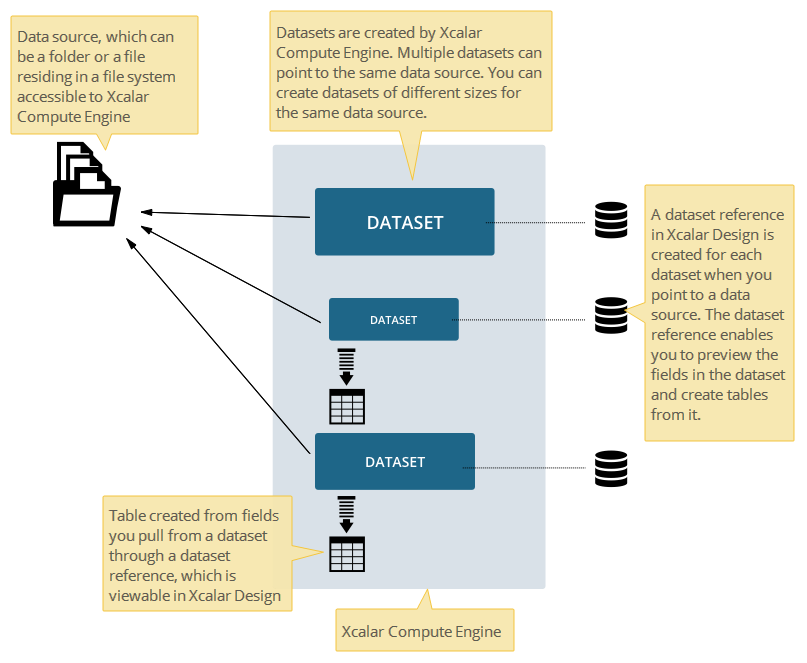 Data source, which can
be a folder or a file
residing in a file system
accessible to Xcalar
Compute Engine
Datasets are created by Xcalar
Compute Engine. Multiple datasets can
point to the same data source. You can
create datasets of different sizes for
the same data source.
DATASET
A dataset reference
in Xcalar Design is
created for each
dataset when you
point to a data
source. The dataset
reference enables
you to preview the
fields in the dataset
and create tables
from it.
DATASET
DATASET
Table created from fields
you pull from a dataset
through a dataset
reference, which is
viewable in Xcalar Design
Xcalar Compute Engine